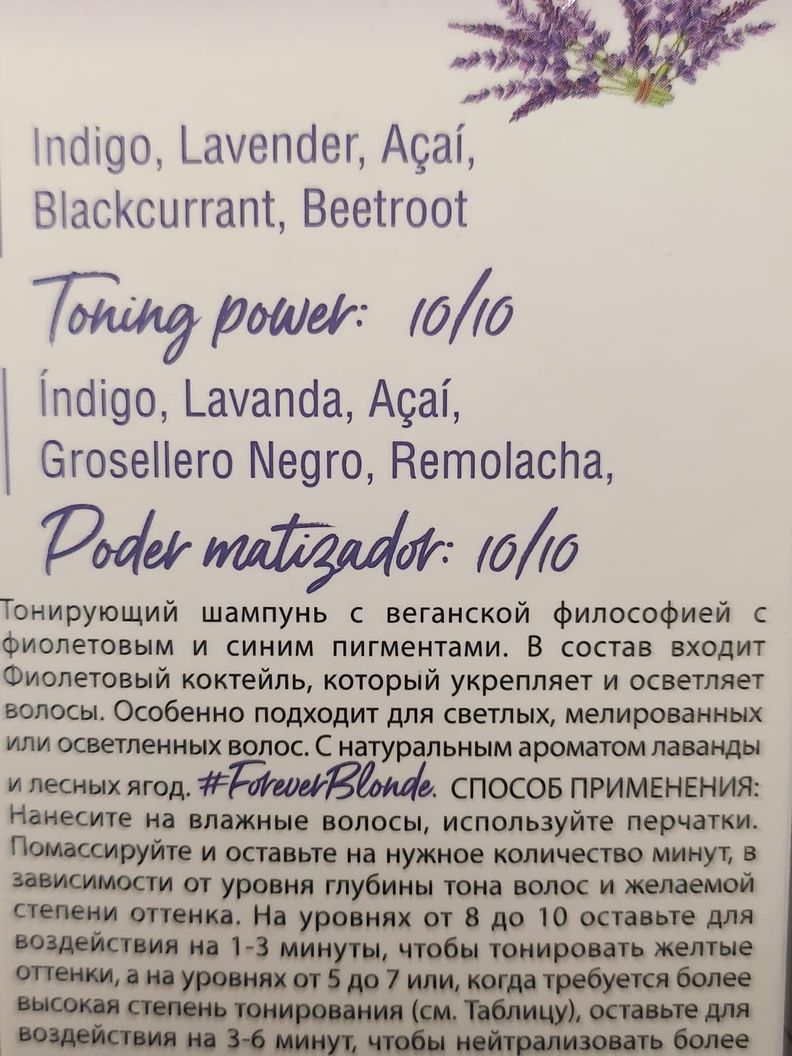 Indigo, Lavender, Açaí,
Blackcurrant, Beetroot
Toning power: 10/10
Índigo, Lavanda, Açaí,
Grosellero Negro, Remolacha,
Poder matizador: 10/10
Тонирующий шампунь с веганской философией с
фиолетовым и синим пигментами. В состав входит
Фиолетовый коктейль, который укрепляет и осветляет
волосы. Особенно подходит для светлых, мелированных
или осветленных волос. С натуральным ароматом лаванды
и лесных ягод. #ForeverBlonde. СПОСОБ ПРИМЕНЕНИЯ:
Нанесите на влажные волосы, используйте перчатки.
Помассируйте и оставьте на нужное количество минут, в
зависимости от уровня глубины тона волос и желаемой
степени оттенка. На уровнях от 8 до 10 оставьте для
воздействия на 1-3 минуты, чтобы тонировать желтые
оттенки, а на уровнях от 5 до 7 или, когда требуется более
высокая степень тонирования (см. Таблицу), оставьте для
воздействия на 3-6 минут, чтобы нейтрализовать более